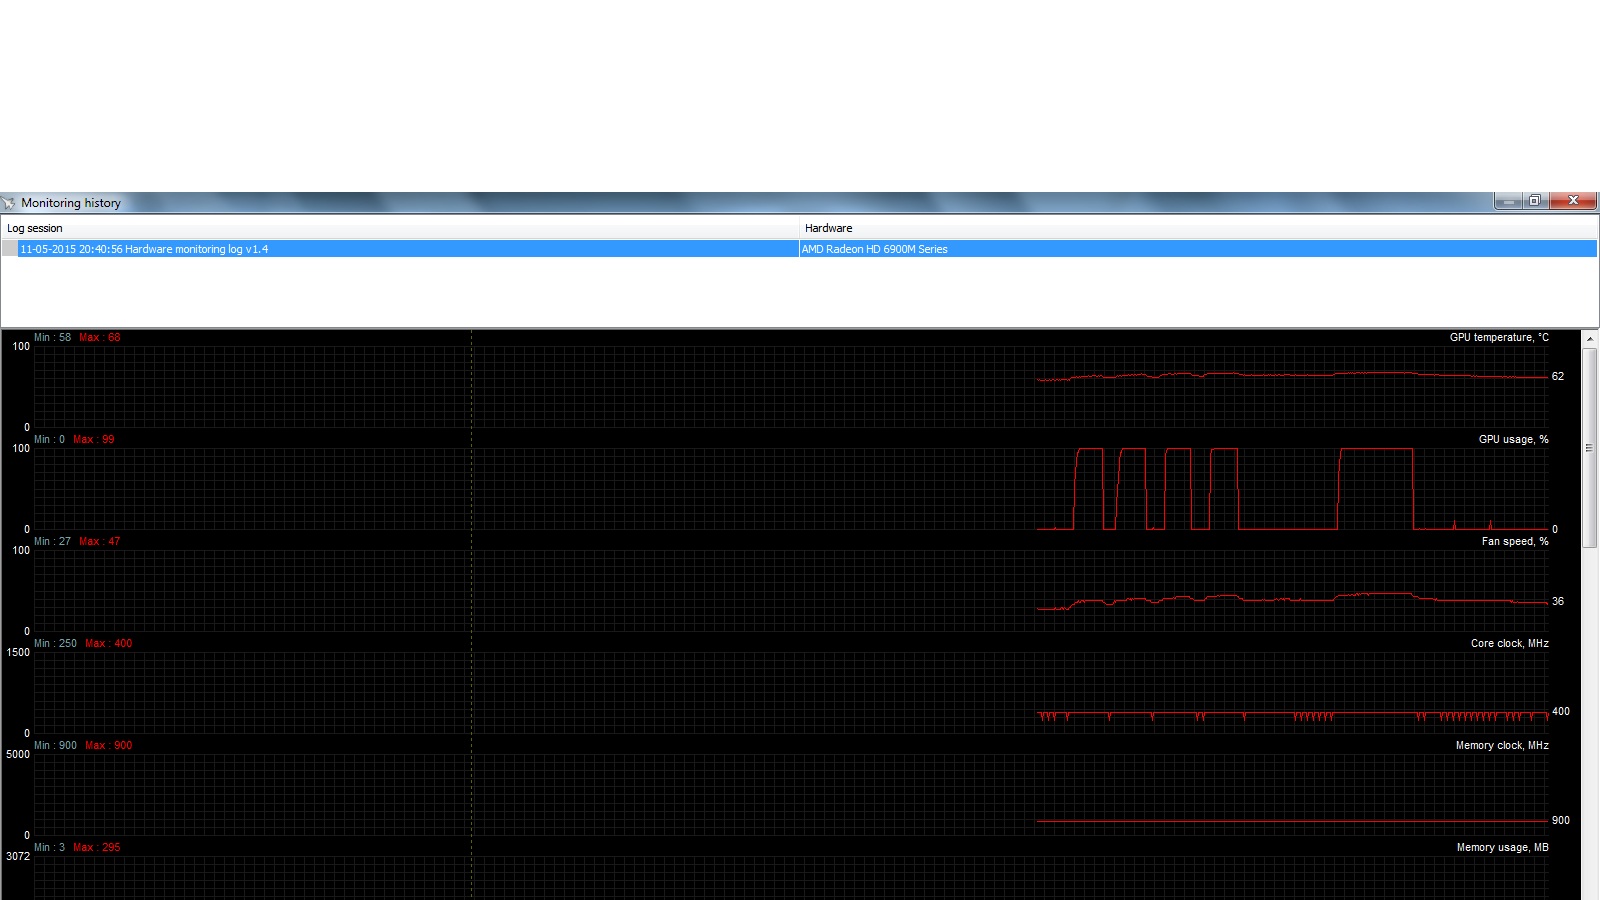 Monitoring history
Log session Hardware
11-05-2015 20:40:56 Hardware monitoring log v1.4 AMD Radeon HD 6900M Series
Min : 58 Max : 68 GPU temperature, °C
100
62
0
Min : 0 Max : 99 GPU usage, %
100
0 0
Min : 27 Max : 47 Fan speed, %
100
36
0
Min : 250 Max : 400 Core clock, MHz
1500
400
0
Min : 900 Max : 900 Memory clock, MHz
5000
900
0
Min : 3 Max : 295 Memory usage, MB
3072